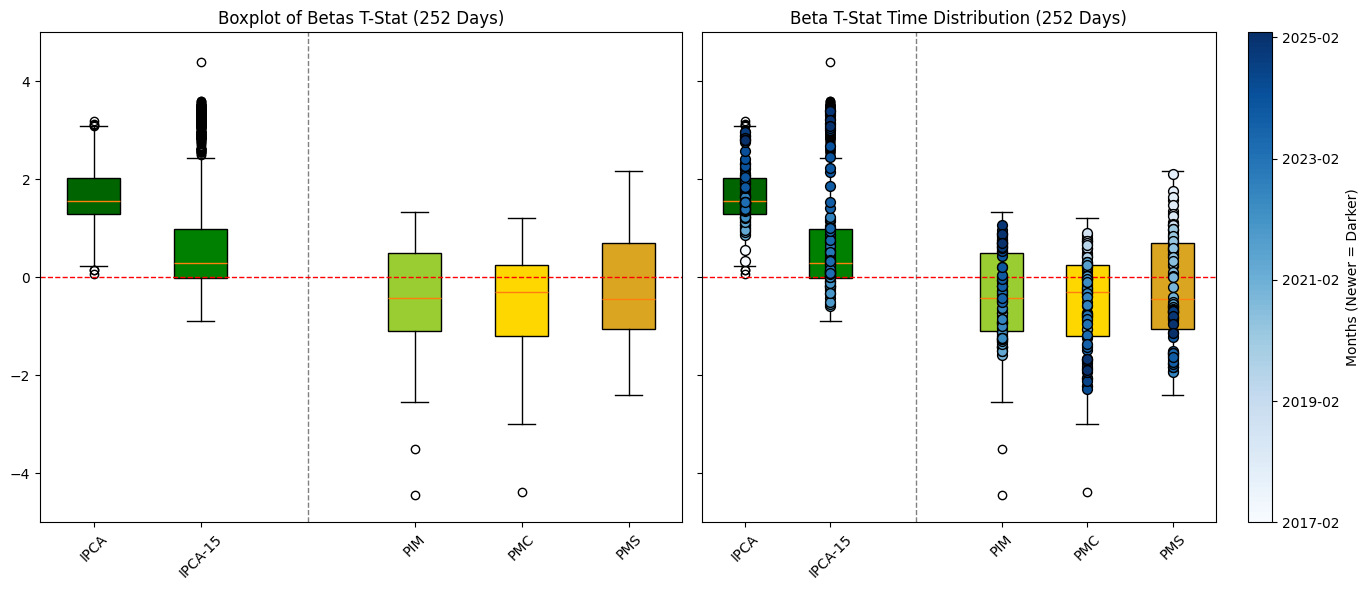 Boxplot of Betas T-Stat (252 Days)
4
2
0
−2
−4
IPCA
IPCA-15
PIM
PMC
PMS
Beta T-Stat Time Distribution (252 Days)
IPCA
IPCA-15
PIM
PMC
PMS
2025-02
2023-02
2021-02
2019-02
2017-02
Months (Newer = Darker)